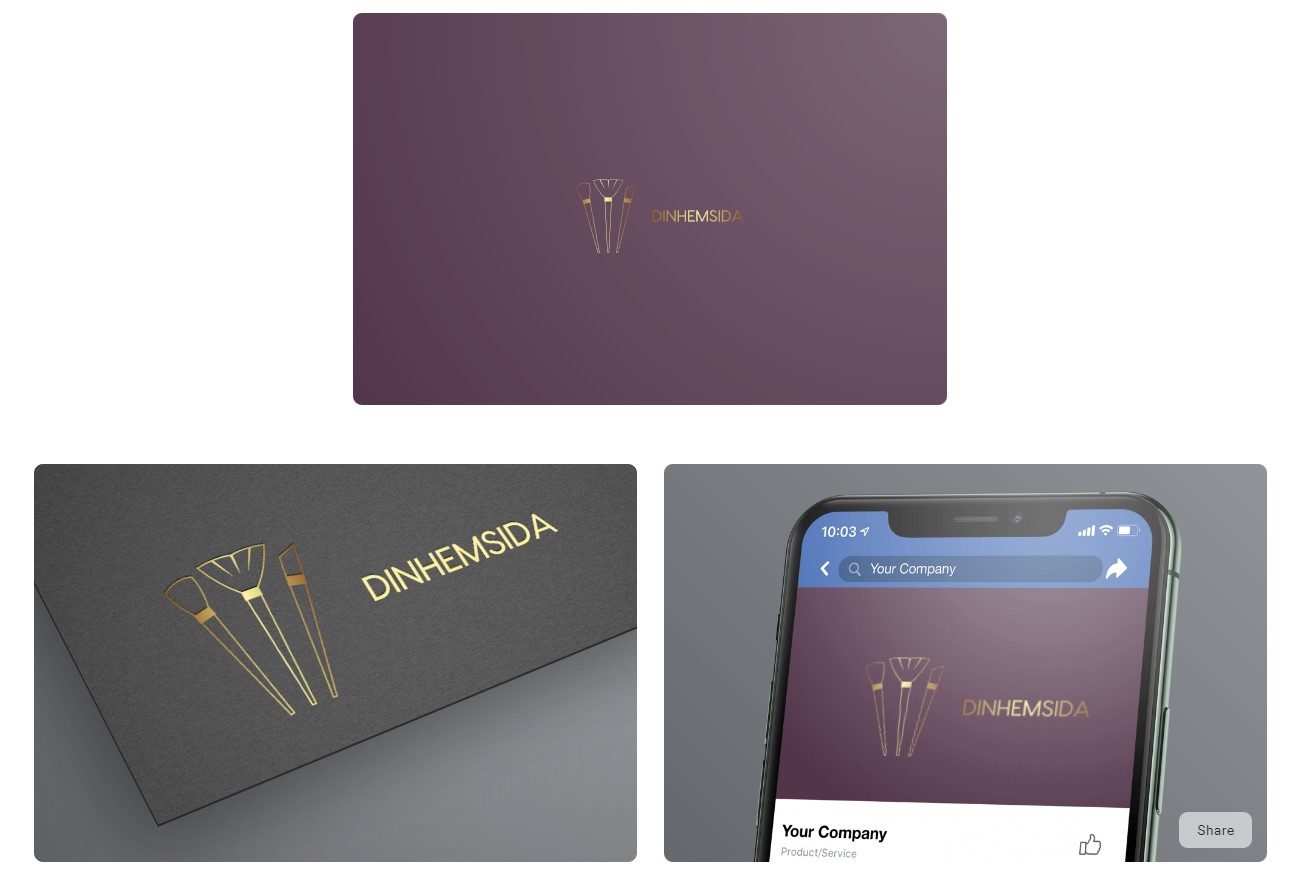 DINHEMSIDA
DINHEMSIDA
10:03
Your Company
DINHEMSIDA
Your Company
Product/Service
Share